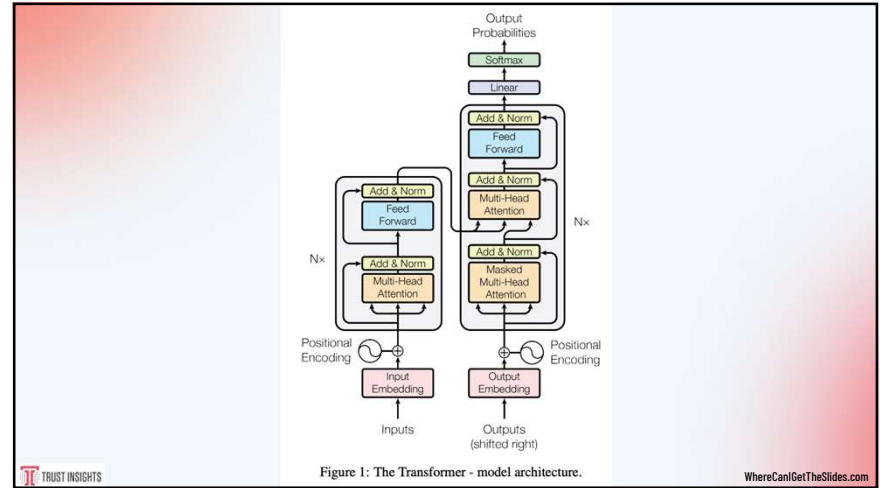 Output
Probabilities
Softmax
Linear
Add & Norm
Feed
Forward
Add & Norm
Multi-Head
Attention
Nx
Add & Norm
Masked
Multi-Head
Attention
Add & Norm
Feed
Forward
Nx
Add & Norm
Multi-Head
Attention
Positional
Encoding
Positional
Encoding
Input
Embedding
Output
Embedding
Inputs
Outputs
(shifted right)
Figure 1: The Transformer - model architecture.
TRUST INSIGHTS
WhereCanIGetTheSlides.com